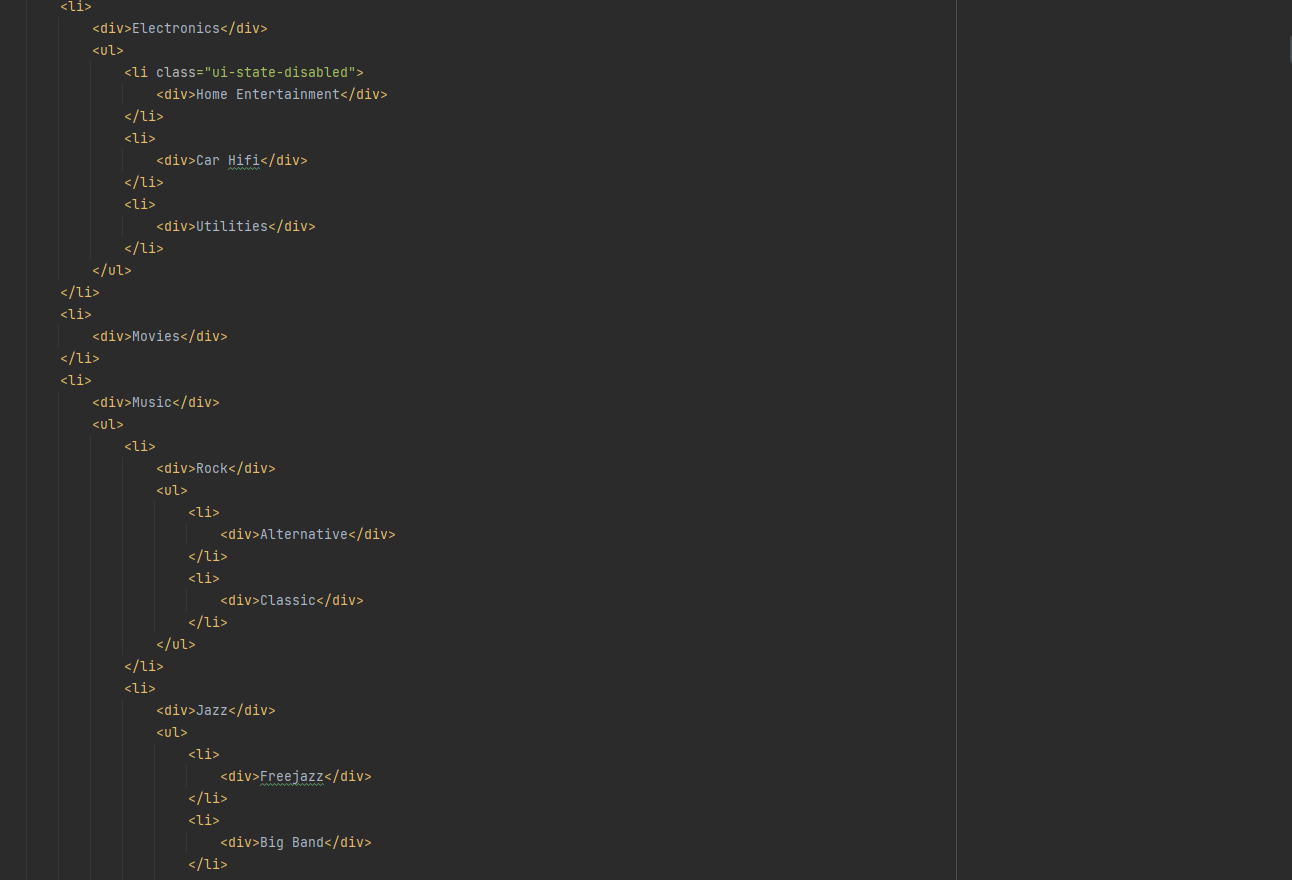 <li>
<div>Electronics</div>
<ul>
<li class="ui-state-disabled">
<div>Home Entertainment</div>
</li>
<li>
<div>Car Hifi</div>
</li>
<li>
<div>Utilities</div>
</li>
</ul>
</li>
<li>
<div>Movies</div>
</li>
<li>
<div>Music</div>
<ul>
<li>
<div>Rock</div>
<ul>
<li>
<div>Alternative</div>
</li>
<li>
<div>Classic</div>
</li>
</ul>
</li>
<li>
<div>Jazz</div>
<ul>
<li>
<div>Freejazz</div>
</li>
<li>
<div>Big Band</div>
</li>